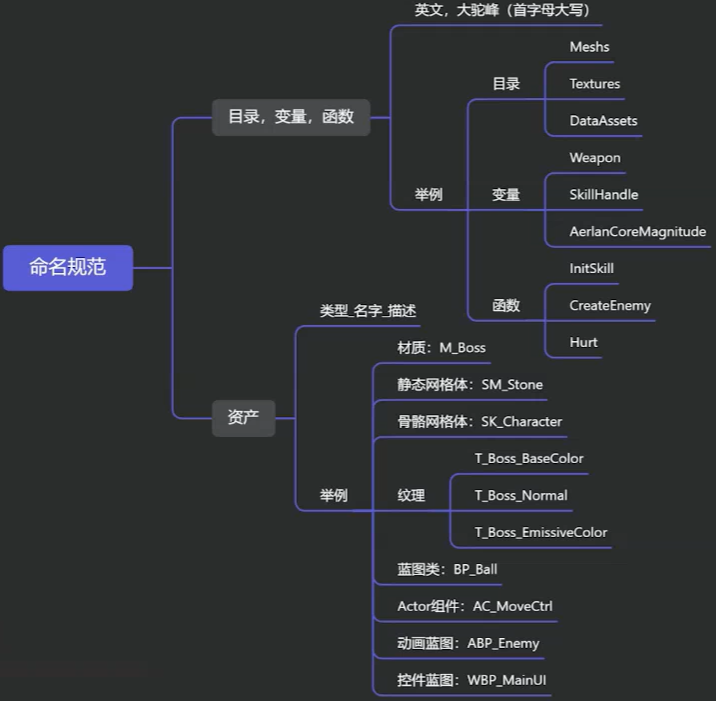 命名规范
目录，变量，函数
英文，大驼峰（首字母大写）
举例
目录
Meshs
Textures
DataAssets
变量
Weapon
SkillHandle
AerlanCoreMagnitude
函数
InitSkill
CreateEnemy
Hurt
资产
类型_名字_描述
举例
材质：M_Boss
静态网格体：SM_Stone
骨骼网格体：SK_Character
纹理
T_Boss_BaseColor
T_Boss_Normal
T_Boss_EmissiveColor
蓝图类：BP_Ball
Actor组件：AC_MoveCtrl
动画蓝图：ABP_Enemy
控件蓝图：WBP_MainUI